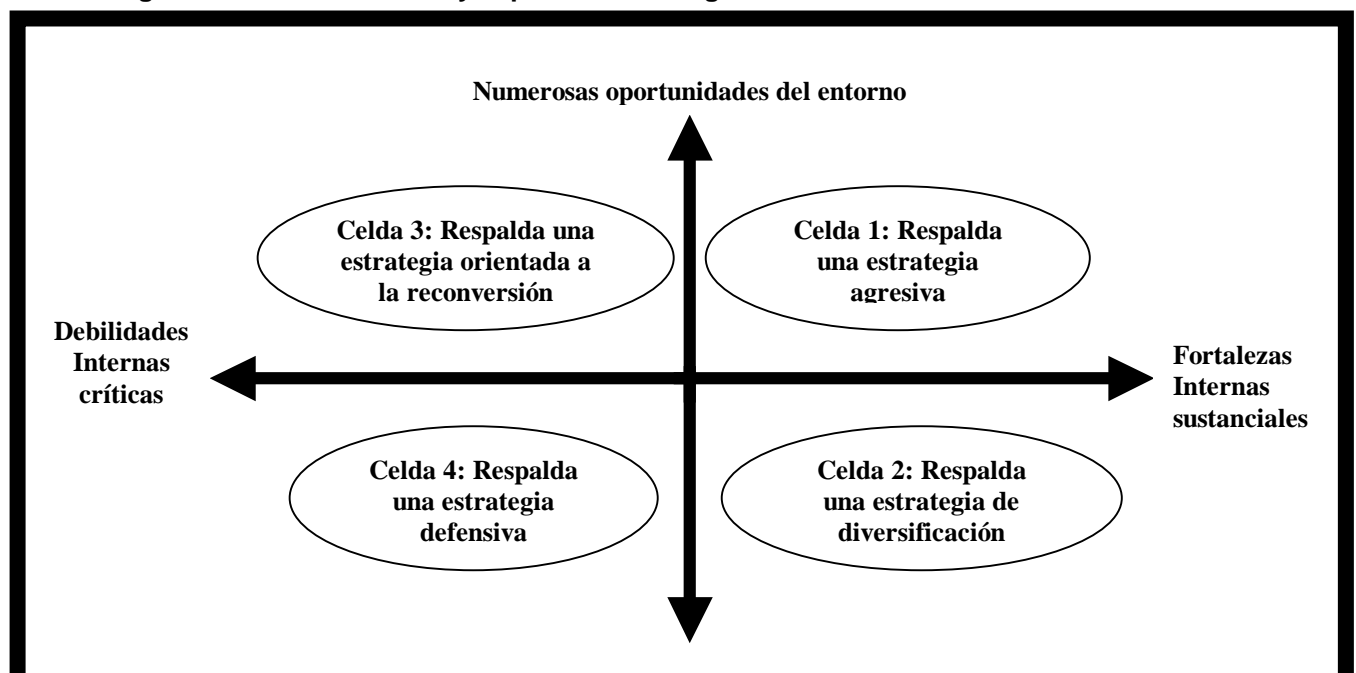 Numerosas oportunidades del entorno
Celda 3: Respalda una
estrategia orientada a
la reconversión
Celda 1: Respalda
una estrategia
agresiva
Debilidades
Internas
críticas
Fortalezas
Internas
sustanciales
Celda 4: Respalda
una estrategia
defensiva
Celda 2: Respalda
una estrategia de
diversificación